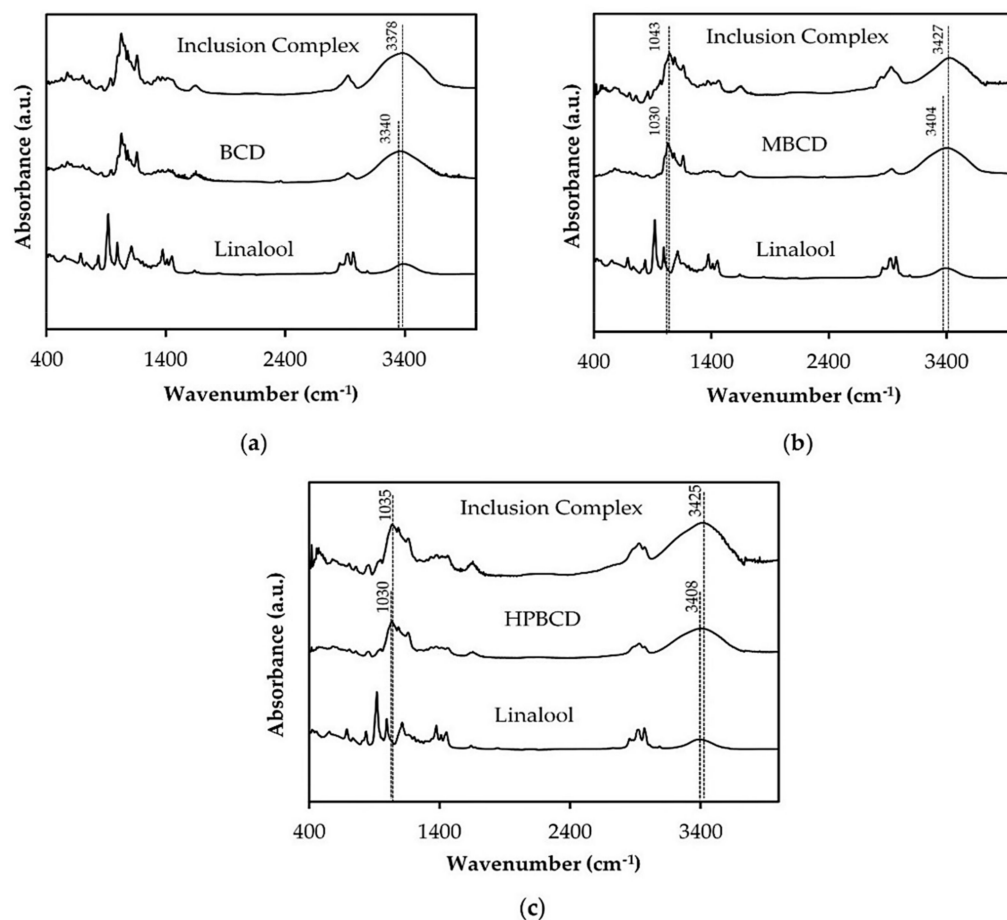 Inclusion Complex
3378
BCD
3340
Linalool
Absorbance (a.u.)
400 1400 2400 3400
Wavenumber (cm⁻¹)
(a)
Inclusion Complex
1043
3427
1030
3404
MBCD
Linalool
Absorbance (a.u.)
400 1400 2400 3400
Wavenumber (cm⁻¹)
(b)
Inclusion Complex
1035
3425
1030
3408
HPBCD
Linalool
Absorbance (a.u.)
400 1400 2400 3400
Wavenumber (cm⁻¹)
(c)